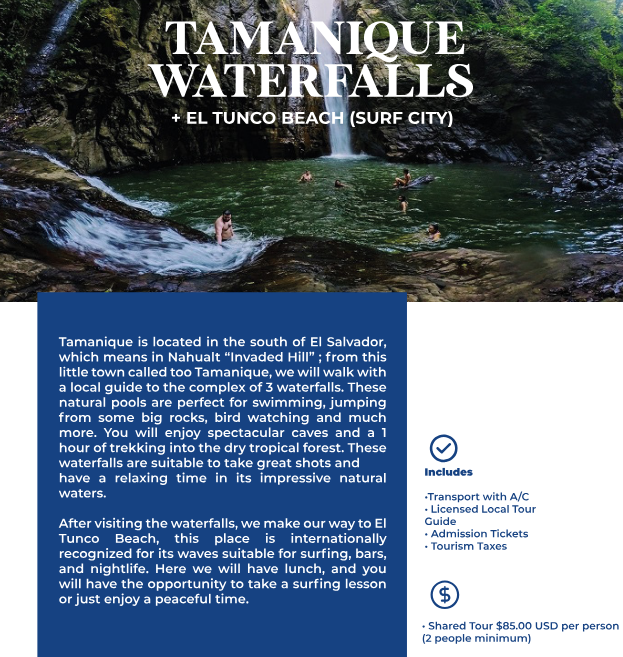 TAMANIQUE
WATERFALLS
+ EL TUNCO BEACH (SURF CITY)
Tamanique is located in the south of El Salvador,
which means in Nahualt “Invaded Hill” ; from this
little town called too Tamanique, we will walk with
a local guide to the complex of 3 waterfalls. These
natural pools are perfect for swimming, jumping
from some big rocks, bird watching and much
more. You will enjoy spectacular caves and a 1
hour of trekking into the dry tropical forest. These
waterfalls are suitable to take great shots and
have a relaxing time in its impressive natural
waters.
After visiting the waterfalls, we make our way to El
Tunco Beach, this place is internationally
recognized for its waves suitable for surfing, bars,
and nightlife. Here we will have lunch, and you
will have the opportunity to take a surfing lesson
or just enjoy a peaceful time.
Includes
•Transport with A/C
• Licensed Local Tour
Guide
• Admission Tickets
• Tourism Taxes
$
• Shared Tour $85.00 USD per person
(2 people minimum)